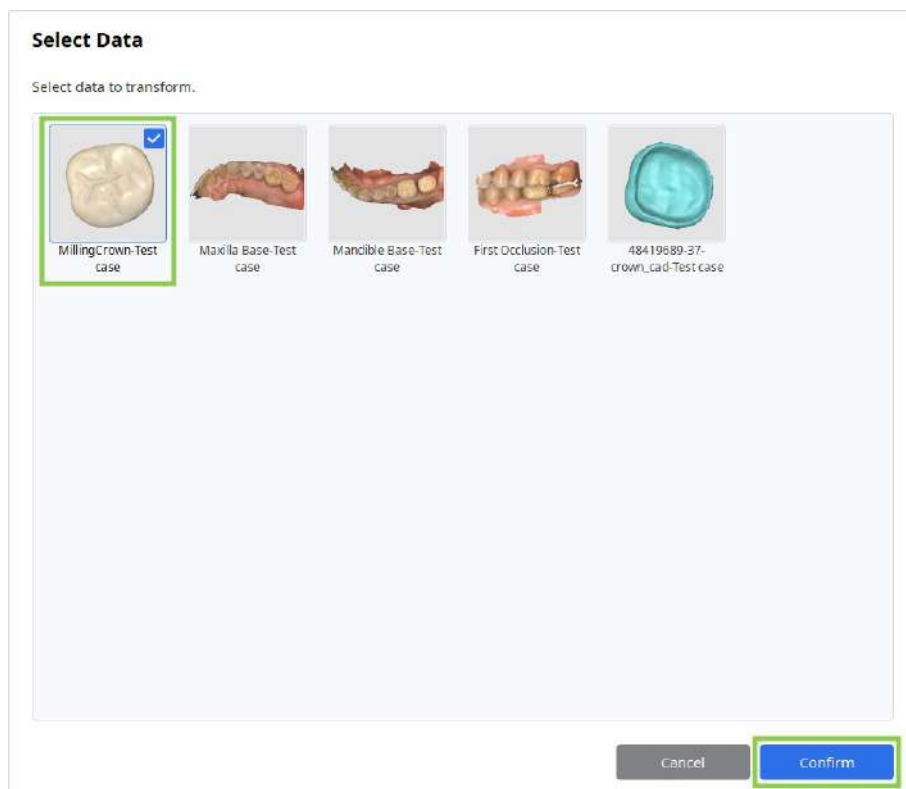 Select Data
Select data to transform.
MillingCrown-Test
case
Maxilla Base-Test
case
Mandible Base-Test
case
First Occlusion-Test
case
48419689-37-
crown_cad-Test case
Cancel
Confirm